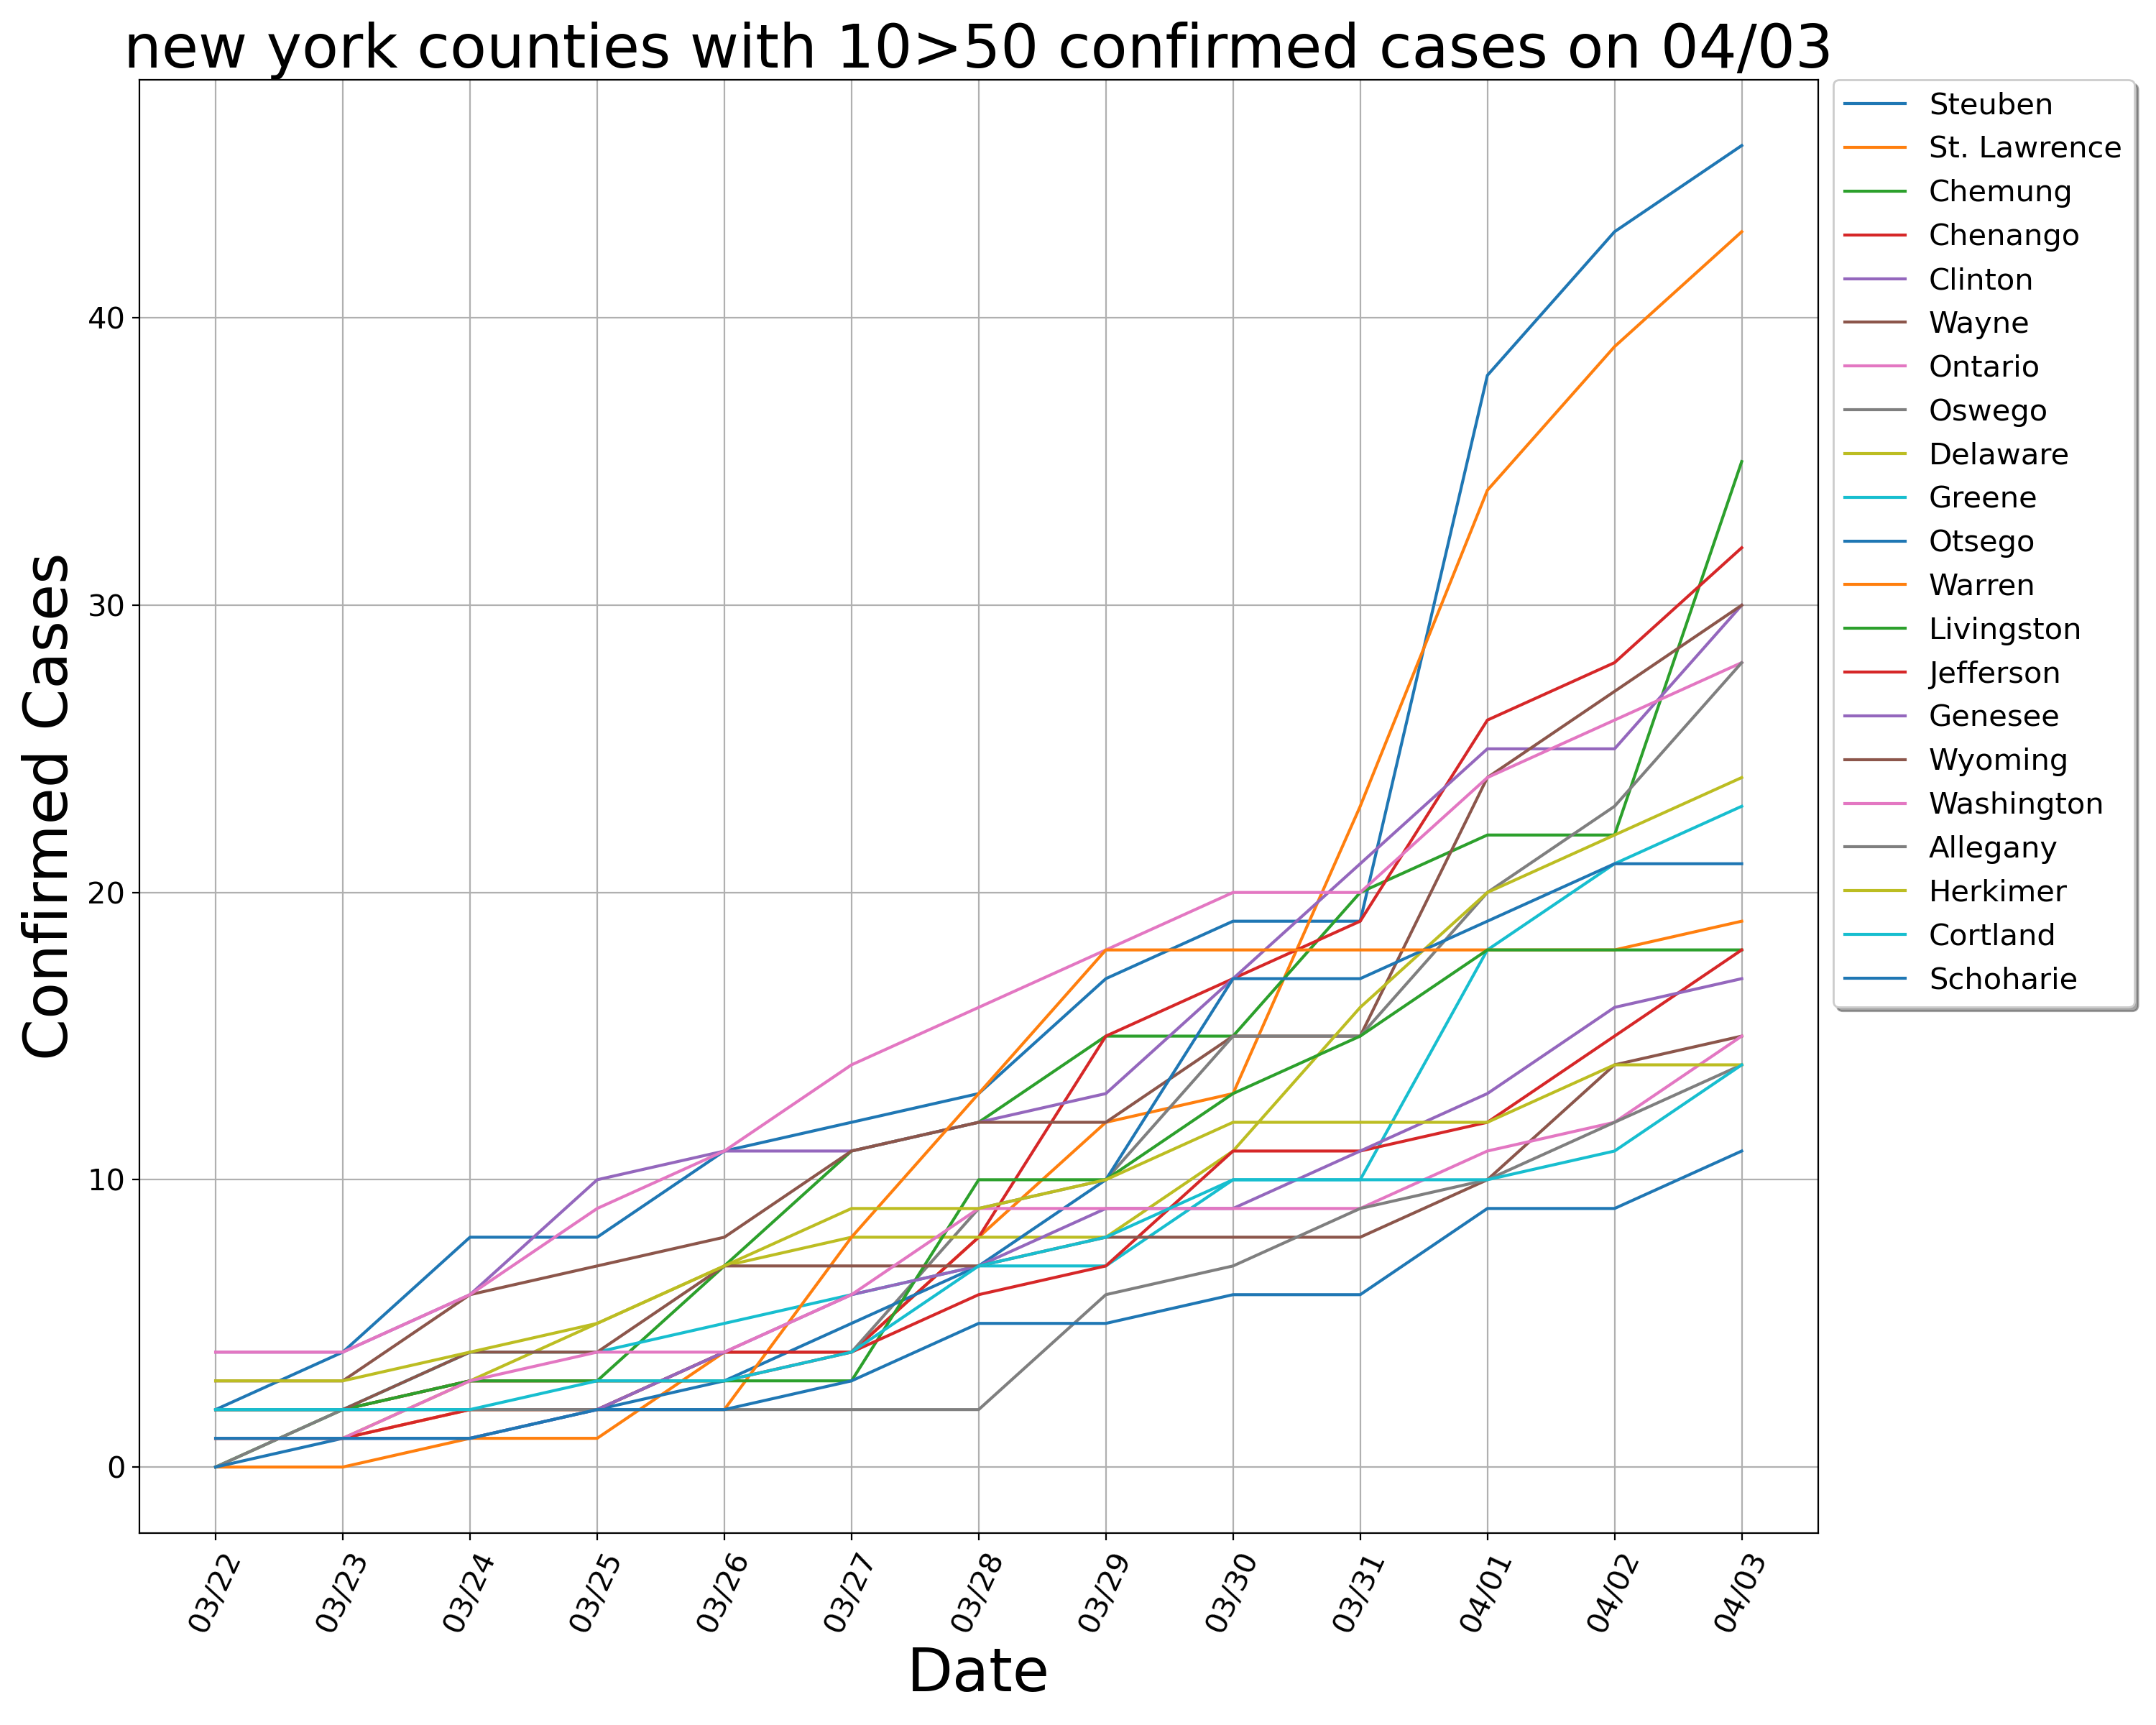 new york counties with 10>50 confirmed cases on 04/03
Confirmed Cases
40
30
20
10
0
03/22
03/23
03/24
03/25
03/26
03/27
03/28
03/29
03/30
03/31
04/01
04/02
04/03
Date
Steuben
St. Lawrence
Chemung
Chenango
Clinton
Wayne
Ontario
Oswego
Delaware
Greene
Otsego
Warren
Livingston
Jefferson
Genesee
Wyoming
Washington
Allegany
Herkimer
Cortland
Schoharie